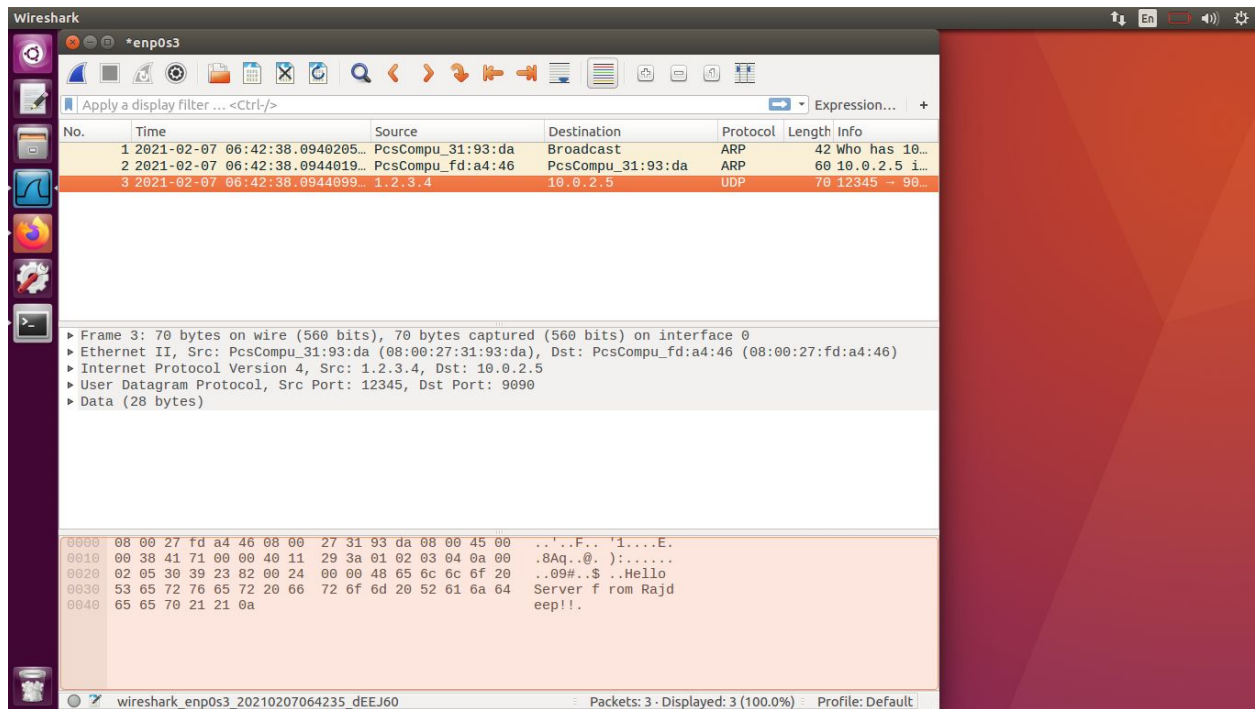 Wireshark
En
*enp0s3
Apply a display filter … <Ctrl-/>
Expression… +
No. Time Source Destination Protocol Length Info
1 2021-02-07 06:42:38.0940205… PcsCompu_31:93:da Broadcast ARP 42 Who has 10…
2 2021-02-07 06:42:38.0944019… PcsCompu_fd:a4:46 PcsCompu_31:93:da ARP 60 10.0.2.5 i…
3 2021-02-07 06:42:38.0944099… 1.2.3.4 10.0.2.5 UDP 70 12345 → 90…
Frame 3: 70 bytes on wire (560 bits), 70 bytes captured (560 bits) on interface 0
Ethernet II, Src: PcsCompu_31:93:da (08:00:27:31:93:da), Dst: PcsCompu_fd:a4:46 (08:00:27:fd:a4:46)
Internet Protocol Version 4, Src: 1.2.3.4, Dst: 10.0.2.5
User Datagram Protocol, Src Port: 12345, Dst Port: 9090
Data (28 bytes)
0000 08 00 27 fd a4 46 08 00 27 31 93 da 08 00 45 00 ..'..F.. '1....E.
0010 00 38 41 71 00 00 40 11 29 3a 01 02 03 04 0a 00 .8Aq..@. ):......
0020 02 05 30 39 23 82 00 24 00 00 48 65 6c 6c 6f 20 ..09#..$ ..Hello
0030 53 65 72 76 65 72 20 66 72 6f 6d 20 52 61 6a 64 Server f rom Rajd
0040 65 65 70 21 21 0a eep!!.
wireshark_enp0s3_20210207064235_dEEJ60 Packets: 3 · Displayed: 3 (100.0%) Profile: Default